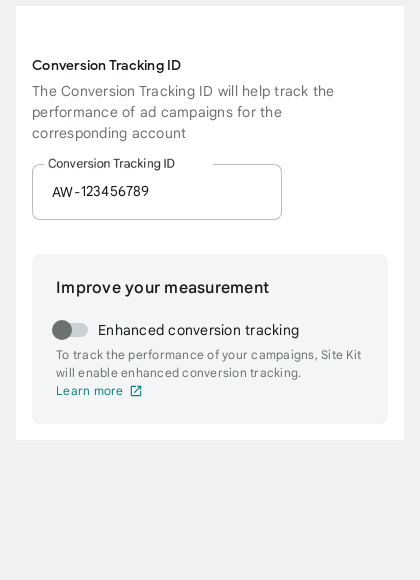 Conversion Tracking ID
The Conversion Tracking ID will help track the
performance of ad campaigns for the
corresponding account
Conversion Tracking ID
AW-123456789
Improve your measurement
Enhanced conversion tracking
To track the performance of your campaigns, Site Kit
will enable enhanced conversion tracking.
Learn more